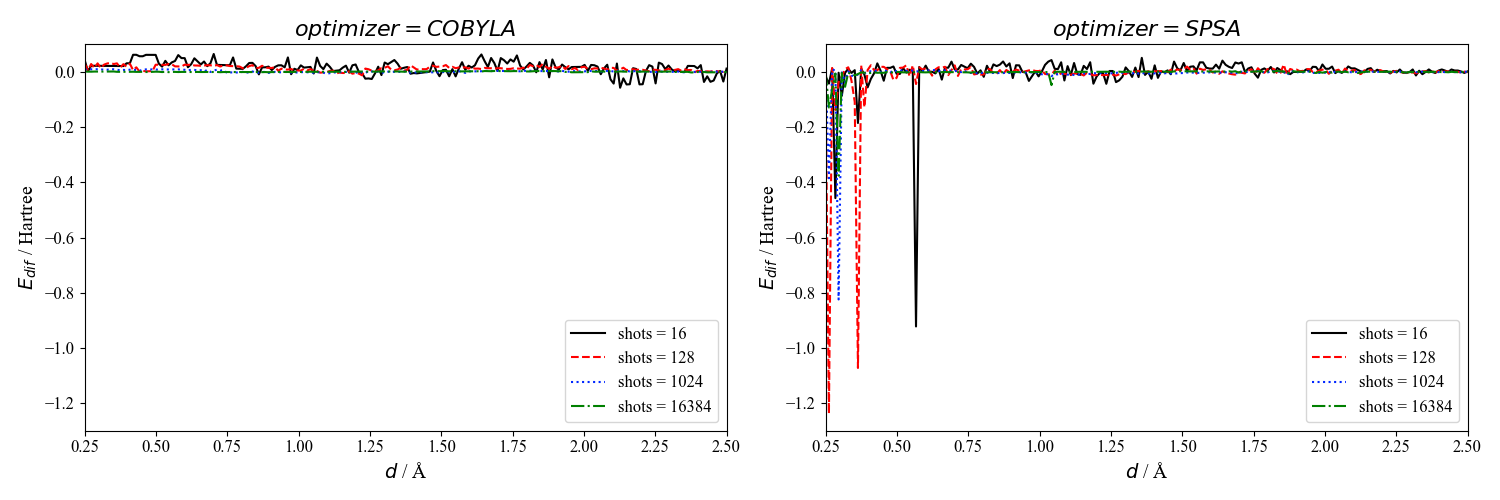 optimizer = COBYLA
0.0
−0.2
−0.4
−0.6
−0.8
−1.0
−1.2
E_dif / Hartree
shots = 16
shots = 128
shots = 1024
shots = 16384
0.25 0.50 0.75 1.00 1.25 1.50 1.75 2.00 2.25 2.50
d / Å
optimizer = SPSA
0.0
−0.2
−0.4
−0.6
−0.8
−1.0
−1.2
E_dif / Hartree
shots = 16
shots = 128
shots = 1024
shots = 16384
0.25 0.50 0.75 1.00 1.25 1.50 1.75 2.00 2.25 2.50
d / Å